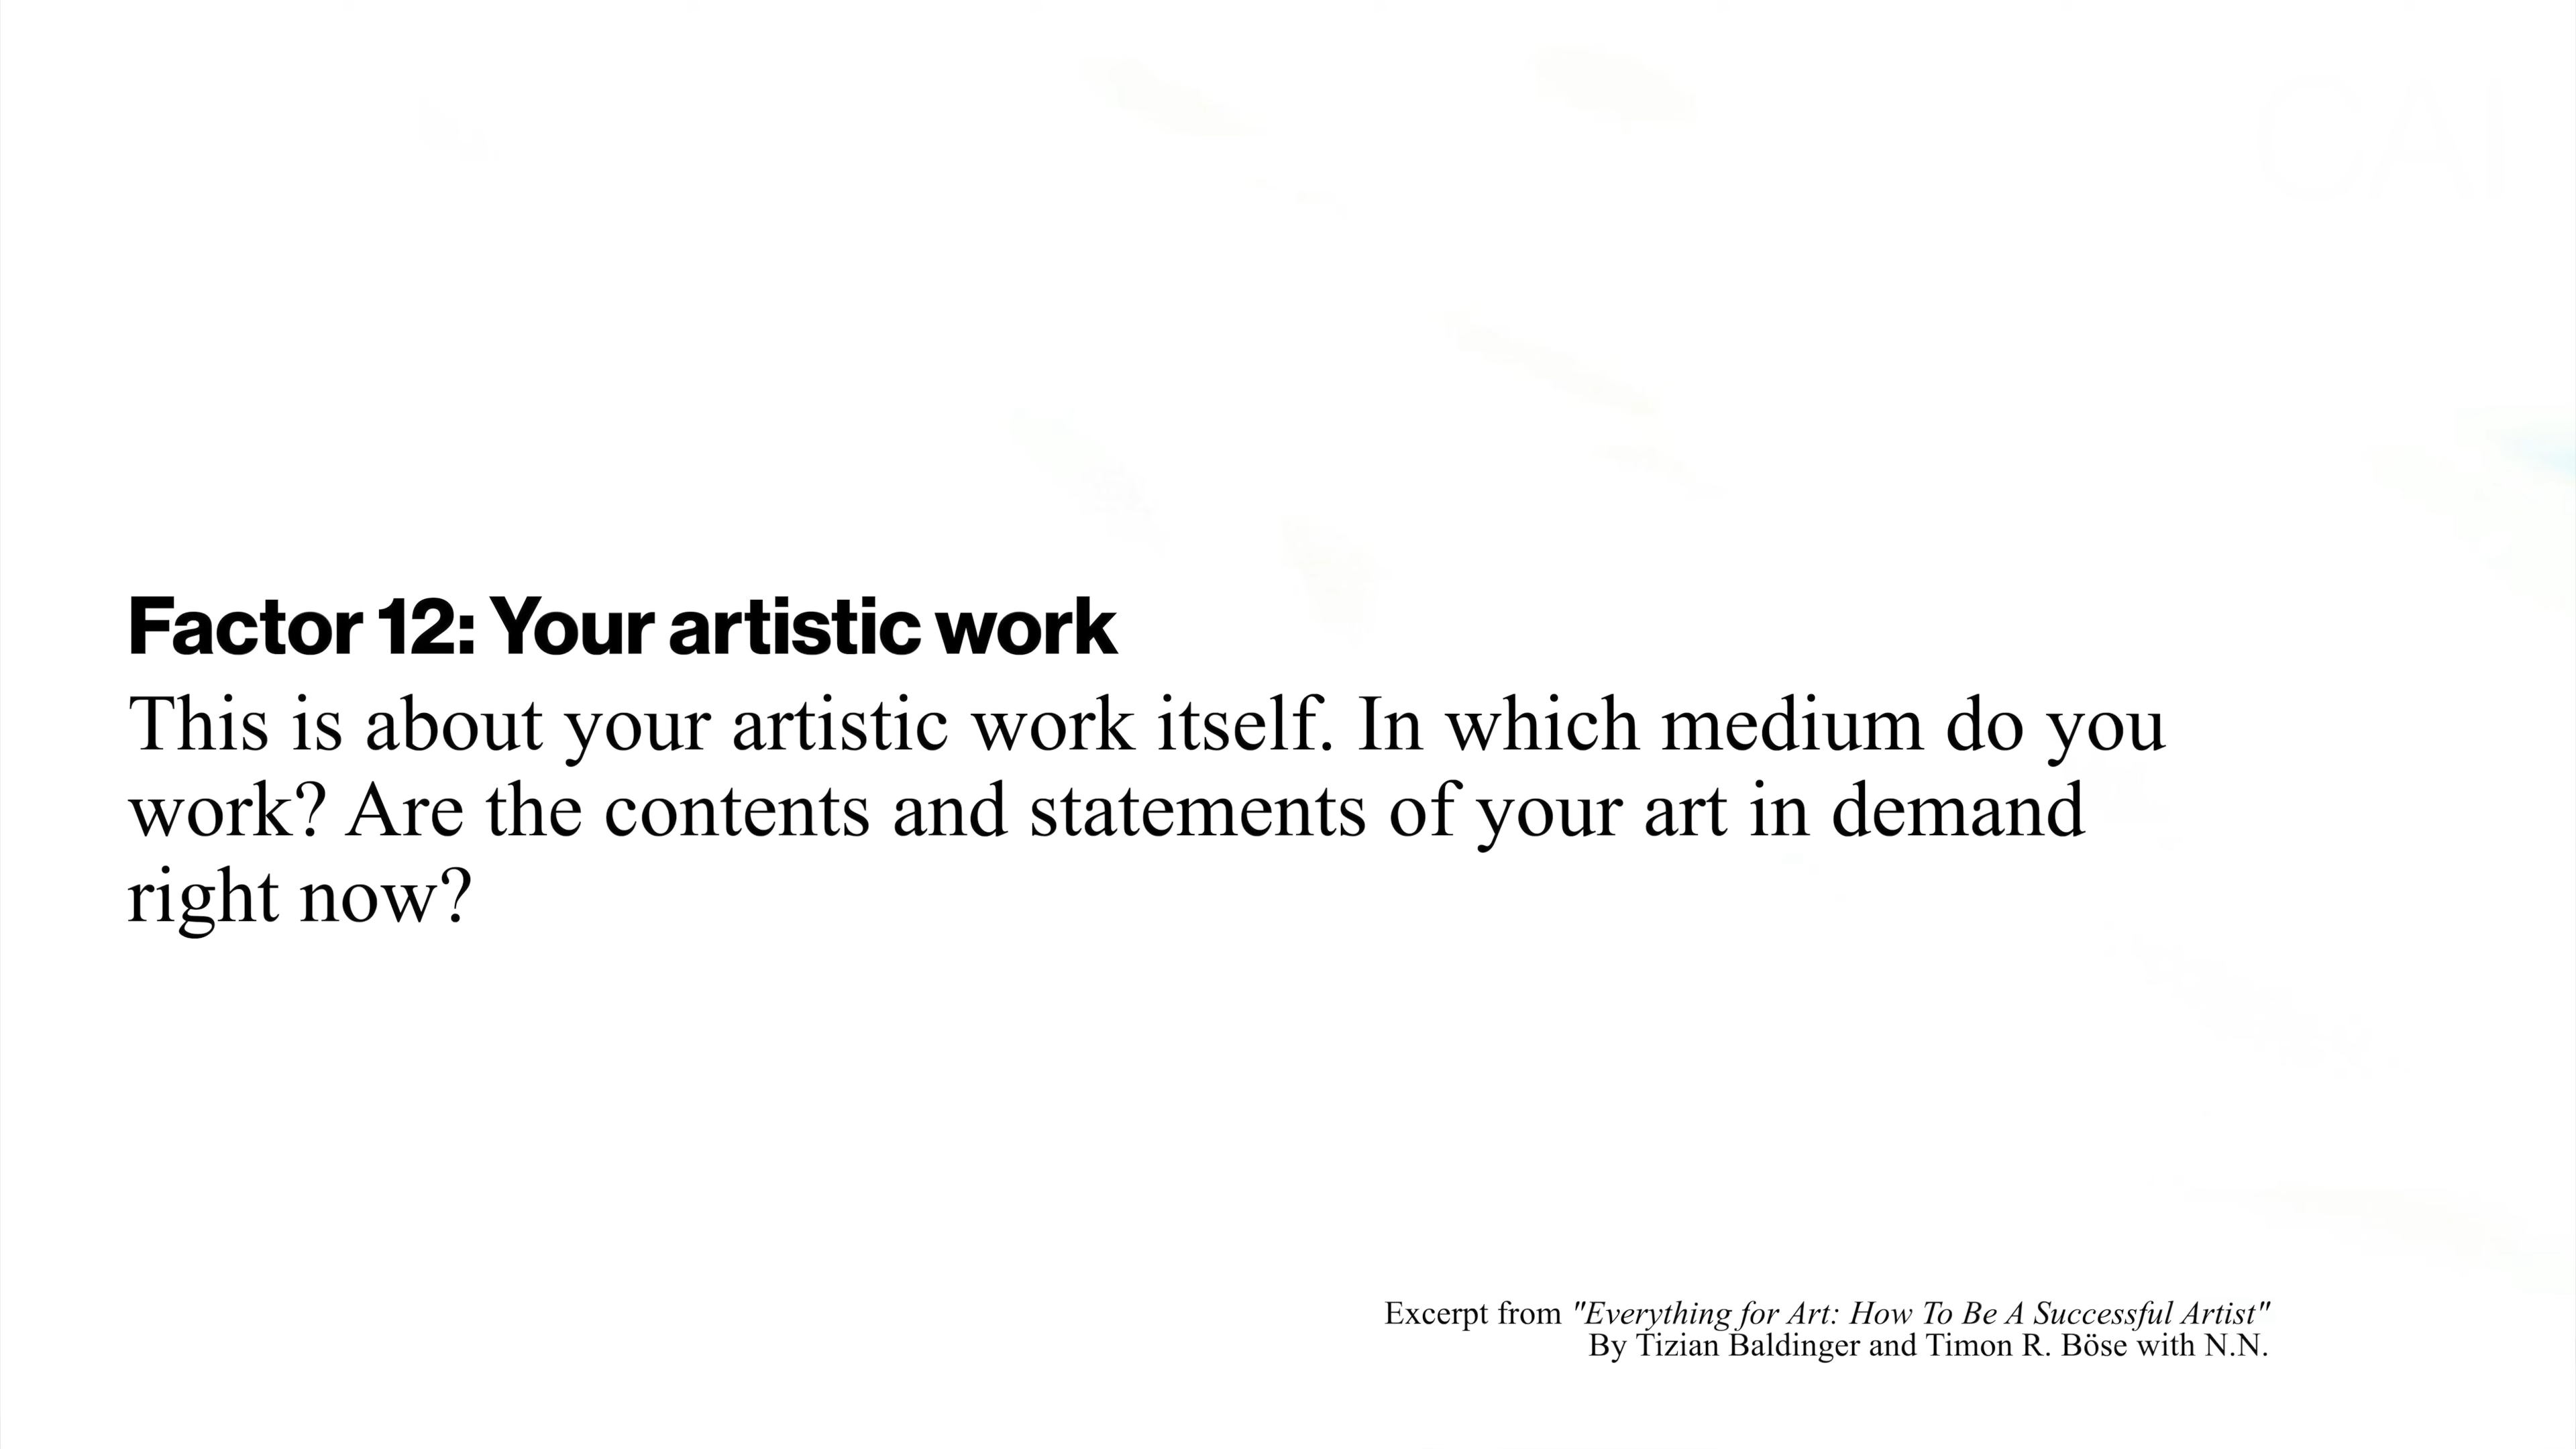 Factor 12: Your artistic work
This is about your artistic work itself. In which medium do you
work? Are the contents and statements of your art in demand
right now?
Excerpt from "Everything for Art: How To Be A Successful Artist"
By Tizian Baldinger and Timon R. Böse with N.N.